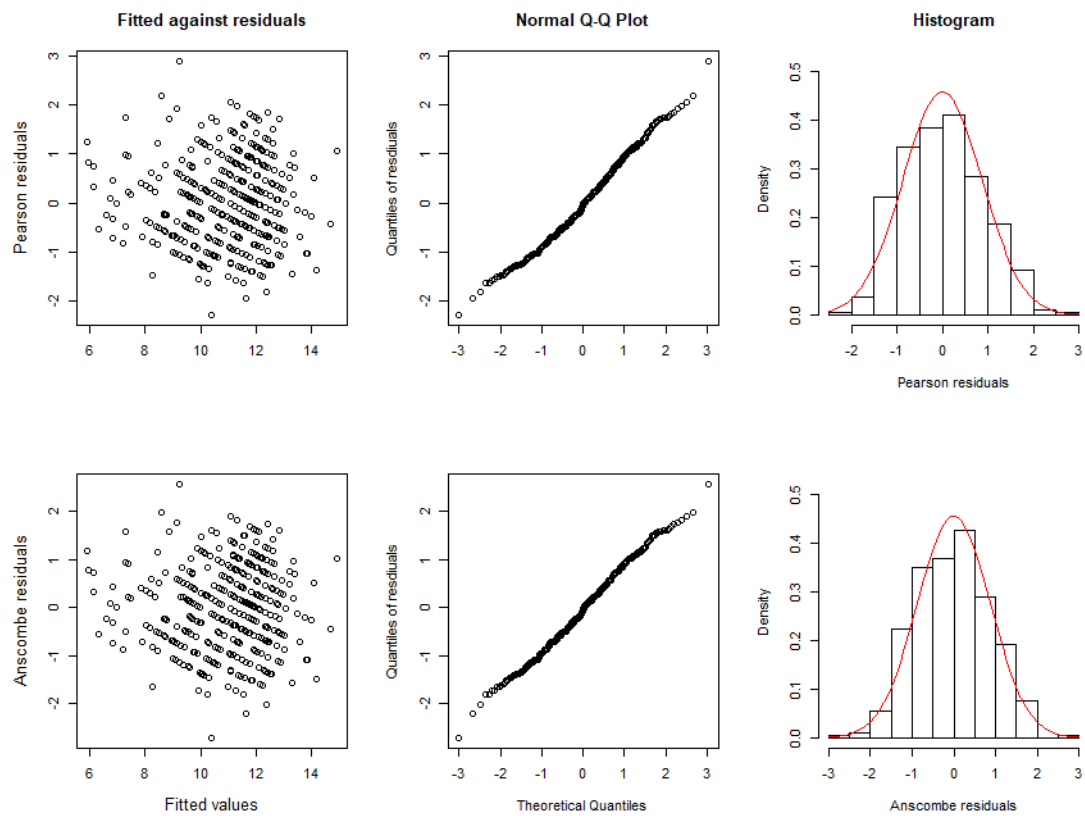 Fitted against residuals
Normal Q-Q Plot
Histogram
Pearson residuals
3
2
1
0
-1
-2
6 8 10 12 14
Quantiles of resdiuals
3
2
1
0
-1
-2
-3 -2 -1 0 1 2 3
Density
0.5
0.4
0.3
0.2
0.1
0.0
-2 -1 0 1 2 3
Pearson residuals
Anscombe residuals
2
1
0
-1
-2
6 8 10 12 14
Fitted values
Quantiles of resdiuals
2
1
0
-1
-2
-3 -2 -1 0 1 2 3
Theoretical Quantiles
Density
0.5
0.4
0.3
0.2
0.1
0.0
-3 -2 -1 0 1 2 3
Anscombe residuals